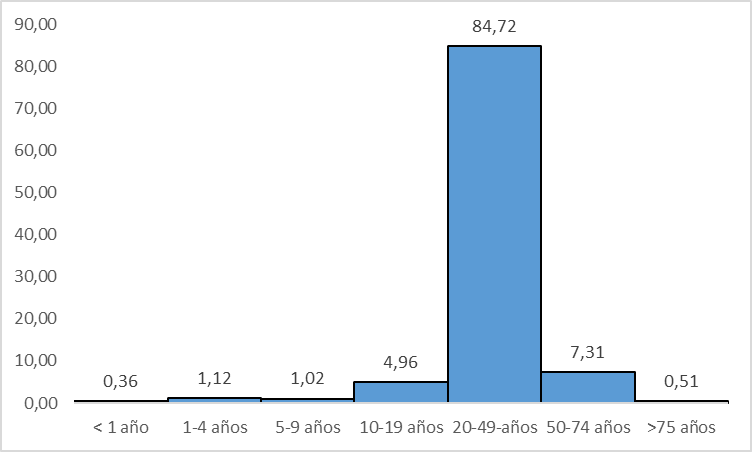 90,00
80,00
70,00
60,00
50,00
40,00
30,00
20,00
10,00
0,00
0,36
1,12
1,02
4,96
84,72
7,31
0,51
< 1 año
1-4 años
5-9 años
10-19 años
20-49-años
50-74 años
>75 años